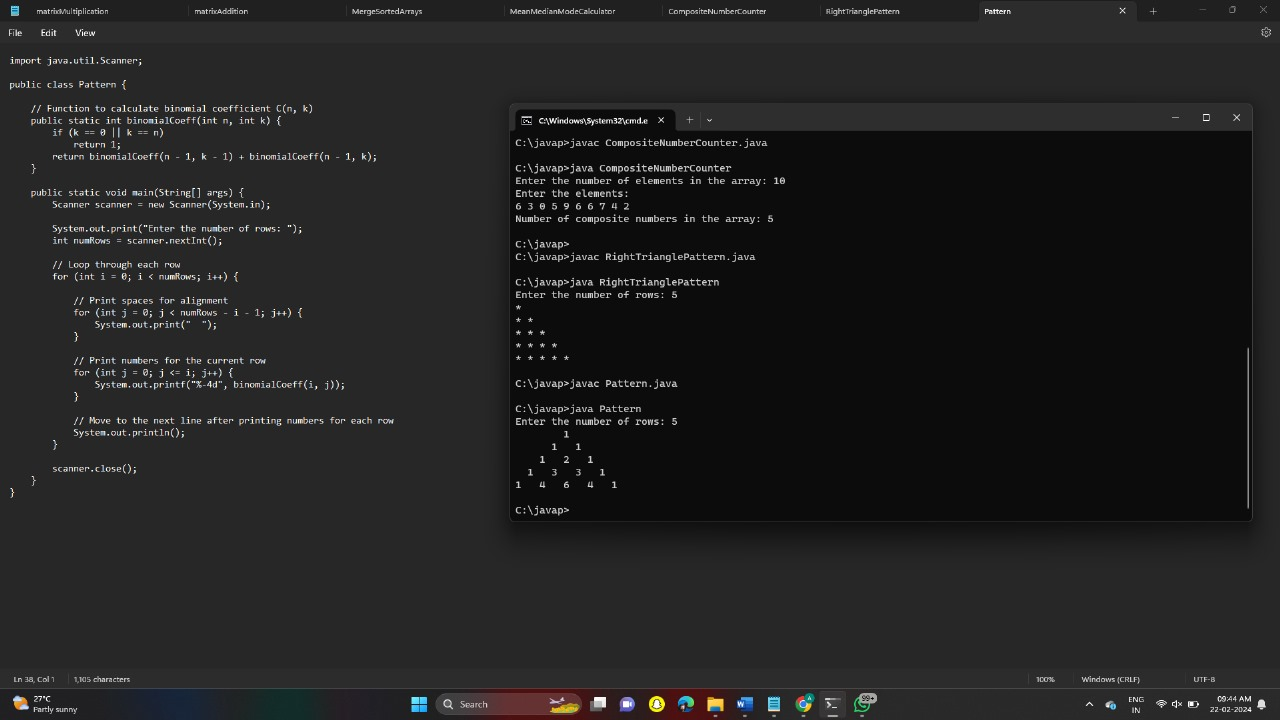 matrixMultiplication matrixAddition MergeSortedArrays MeanMedianModeCalculator CompositeNumberCounter RightTrianglePattern Pattern
File Edit View
import java.util.Scanner;
public class Pattern {
// Function to calculate binomial coefficient C(n, k)
public static int binomialCoeff(int n, int k) {
if (k == 0 || k == n)
return 1;
return binomialCoeff(n - 1, k - 1) + binomialCoeff(n - 1, k);
}
public static void main(String[] args) {
Scanner scanner = new Scanner(System.in);
System.out.print("Enter the number of rows: ");
int numRows = scanner.nextInt();
// Loop through each row
for (int i = 0; i < numRows; i++) {
// Print spaces for alignment
for (int j = 0; j < numRows - i - 1; j++) {
System.out.print("  ");
}
// Print numbers for the current row
for (int j = 0; j <= i; j++) {
System.out.printf("%-4d", binomialCoeff(i, j));
}
// Move to the next line after printing numbers for each row
System.out.println();
}
scanner.close();
}
}
C:\Windows\System32\cmd.e
C:\javap>javac CompositeNumberCounter.java
C:\javap>java CompositeNumberCounter
Enter the number of elements in the array: 10
Enter the elements:
6 3 0 5 9 6 6 7 4 2
Number of composite numbers in the array: 5
C:\javap>
C:\javap>javac RightTrianglePattern.java
C:\javap>java RightTrianglePattern
Enter the number of rows: 5
*
* *
* * *
* * * *
* * * * *
C:\javap>javac Pattern.java
C:\javap>java Pattern
Enter the number of rows: 5
1
1 1
1 2 1
1 3 3 1
1 4 6 4 1
C:\javap>
Ln 38, Col 1 1,105 characters 100% Windows (CRLF) UTF-8
27°C
Partly sunny
Search
99+
ENG
IN
09:44 AM
22-02-2024